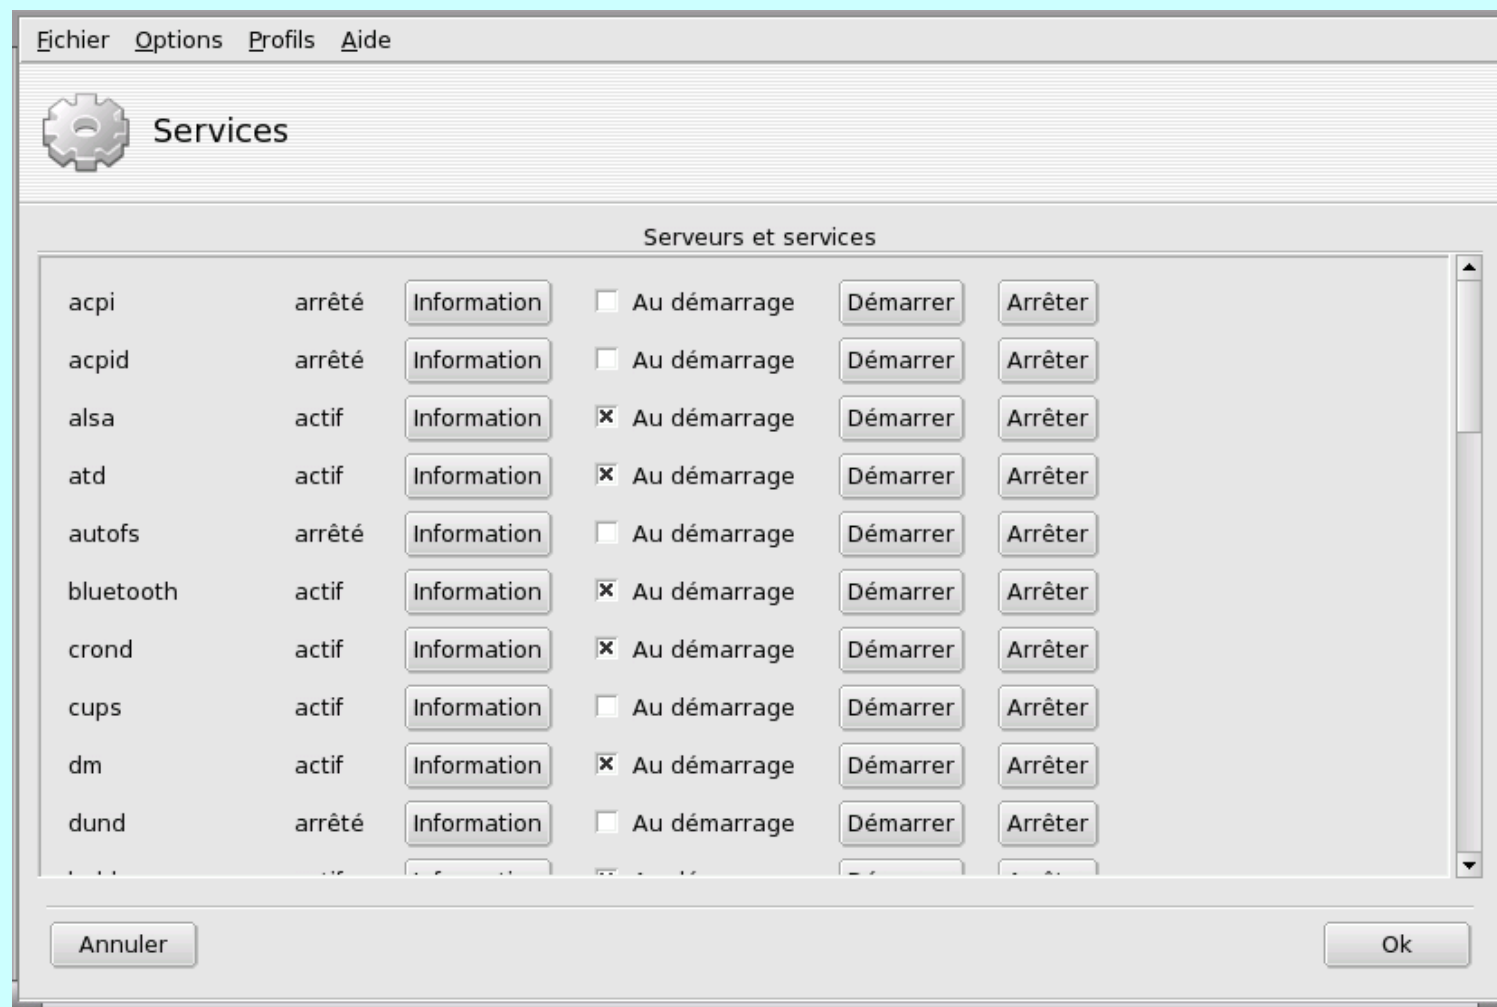 Fichier Options Profils Aide
Services
Serveurs et services
acpi arrêté Information Au démarrage Démarrer Arrêter
acpid arrêté Information Au démarrage Démarrer Arrêter
alsa actif Information Au démarrage Démarrer Arrêter
atd actif Information Au démarrage Démarrer Arrêter
autofs arrêté Information Au démarrage Démarrer Arrêter
bluetooth actif Information Au démarrage Démarrer Arrêter
crond actif Information Au démarrage Démarrer Arrêter
cups actif Information Au démarrage Démarrer Arrêter
dm actif Information Au démarrage Démarrer Arrêter
dund arrêté Information Au démarrage Démarrer Arrêter
Annuler Ok